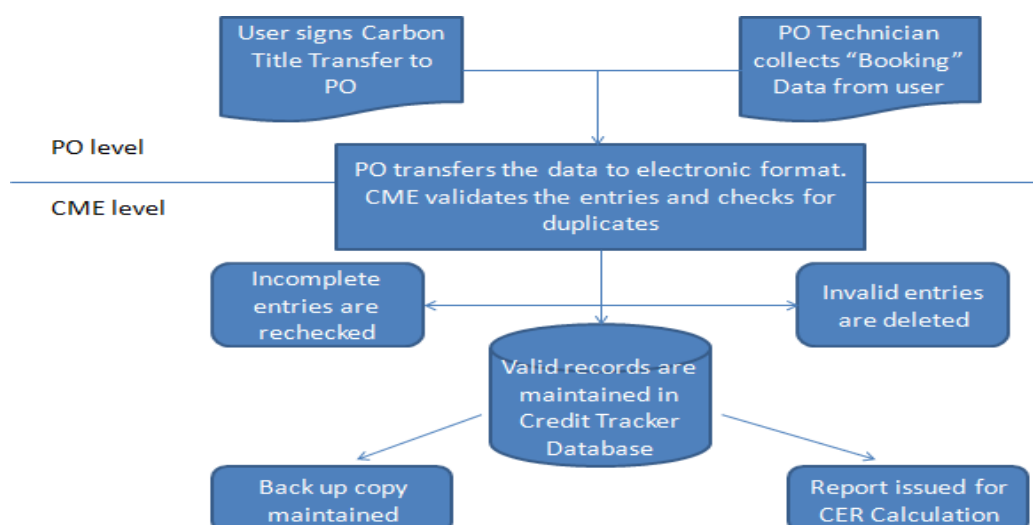 User signs Carbon
Title Transfer to
PO
PO Technician
collects “Booking”
Data from user
PO level
CME level
PO transfers the data to electronic format.
CME validates the entries and checks for
duplicates
Incomplete
entries are
rechecked
Invalid entries
are deleted
Valid records are
maintained in
Credit Tracker
Database
Back up copy
maintained
Report issued for
CER Calculation